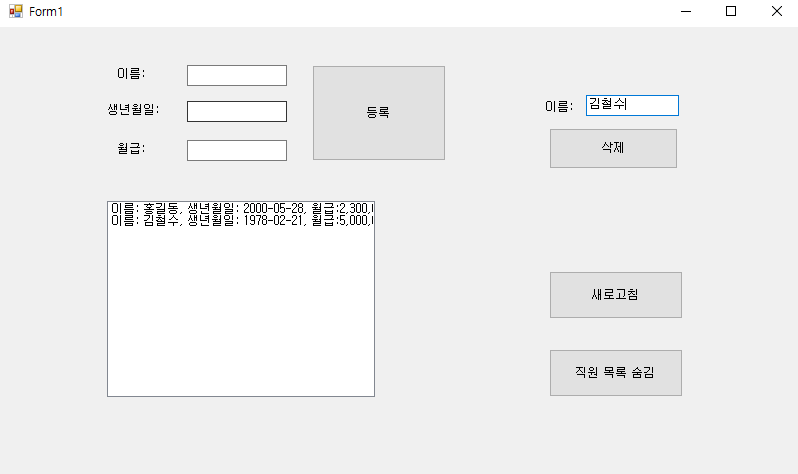 Form1
이름:
생년월일:
월급:
등록
이름: 김철수
삭제
이름: 홍길동, 생년월일: 2000-05-28, 월급:2,300,
이름: 김철수, 생년월일: 1978-02-21, 월급:5,000,
새로고침
직원 목록 숨김